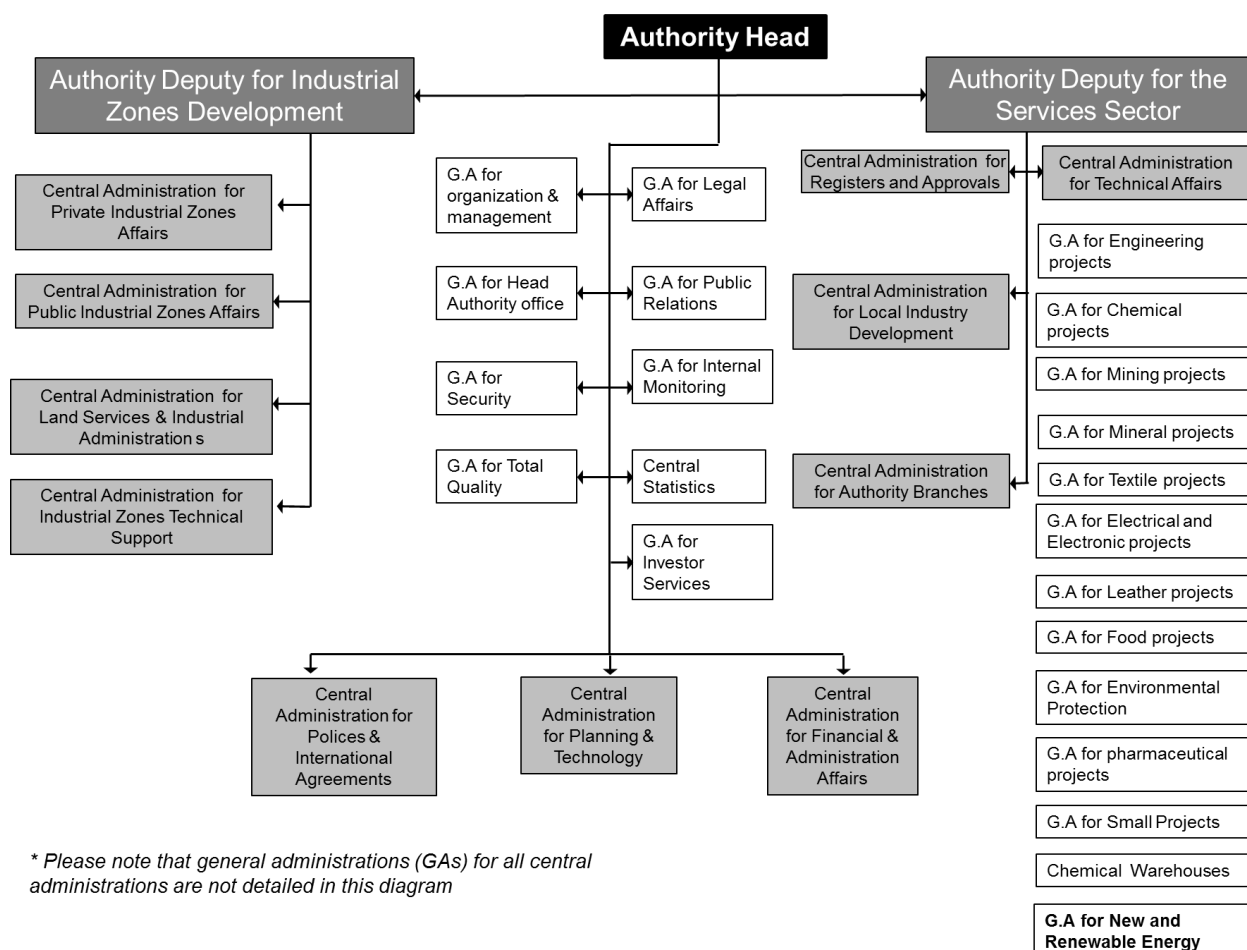 Authority Head
Authority Deputy for Industrial
Zones Development
Authority Deputy for the
Services Sector
Central Administration for
Private Industrial Zones
Affairs
Central Administration for
Public Industrial Zones Affairs
Central Administration for
Land Services & Industrial
Administration s
Central Administration for
Industrial Zones Technical
Support
G.A for
organization &
management
G.A for Legal
Affairs
G.A for Head
Authority office
G.A for Public
Relations
G.A for
Security
G.A for Internal
Monitoring
G.A for Total
Quality
Central
Statistics
G.A for
Investor
Services
Central
Administration for
Polices &
International
Agreements
Central
Administration
for Planning &
Technology
Central
Administration
for Financial &
Administration
Affairs
Central Administration for
Registers and Approvals
Central Administration
for Technical Affairs
Central Administration
for Local Industry
Development
Central Administration
for Authority Branches
G.A for Engineering
projects
G.A for Chemical
projects
G.A for Mining projects
G.A for Mineral projects
G.A for Textile projects
G.A for Electrical and
Electronic projects
G.A for Leather projects
G.A for Food projects
G.A for Environmental
Protection
G.A for pharmaceutical
projects
G.A for Small Projects
Chemical Warehouses
G.A for New and
Renewable Energy
* Please note that general administrations (GAs) for all central
administrations are not detailed in this diagram